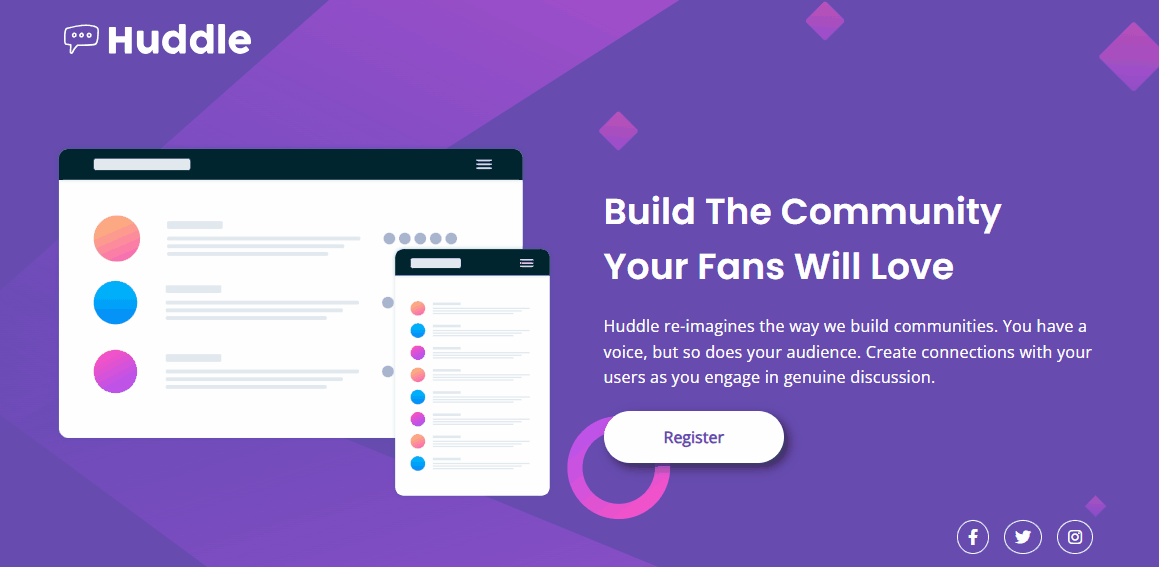 Huddle
Build The Community
Your Fans Will Love
Huddle re-imagines the way we build communities. You have a
voice, but so does your audience. Create connections with your
users as you engage in genuine discussion.
Register